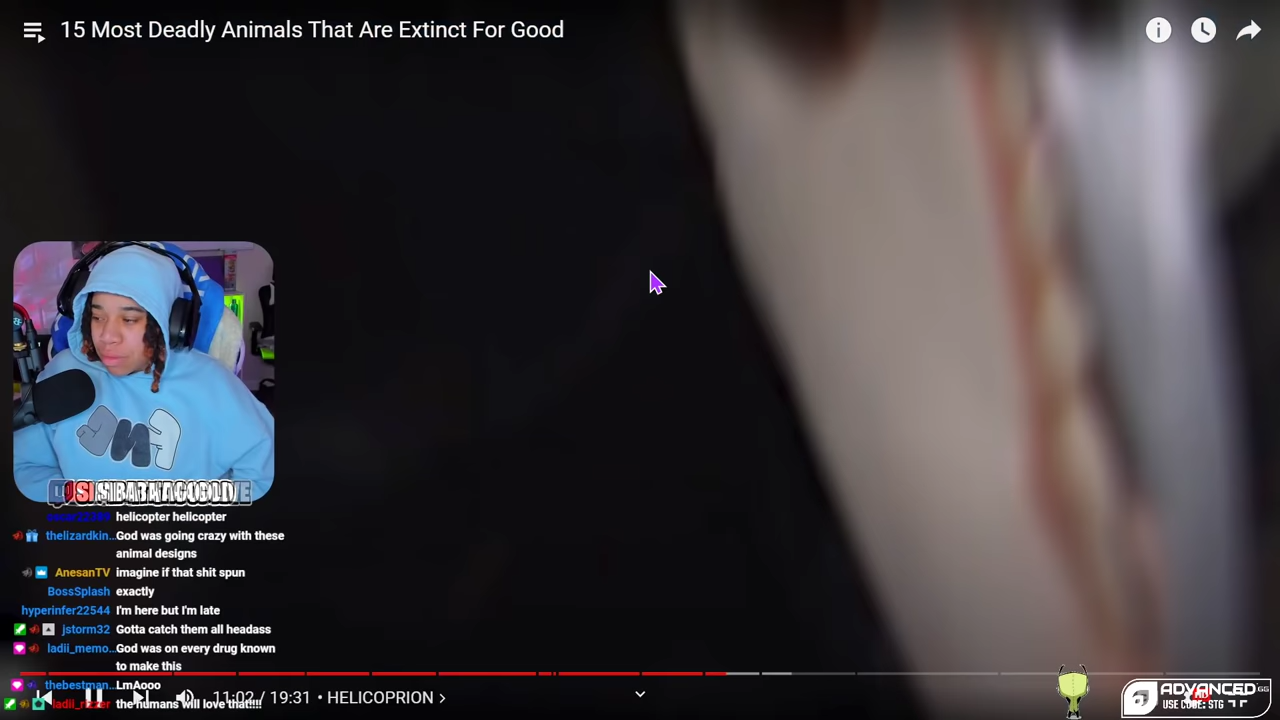 15 Most Deadly Animals That Are Extinct For Good
helicopter helicopter
thelizardkin... God was going crazy with these
animal designs
AnesanTV imagine if that shit spun
BossSplash exactly
hyperinfer22544 I'm here but I'm late
jstorm32 Gotta catch them all headass
ladii_memo... God was on every drug known
to make this
thebestman... LmAooo
ladii_rizzer the humans will love that!!!!
11:02 / 19:31 • HELICOPRION
ADVANCED.GG
USE CODE: STG